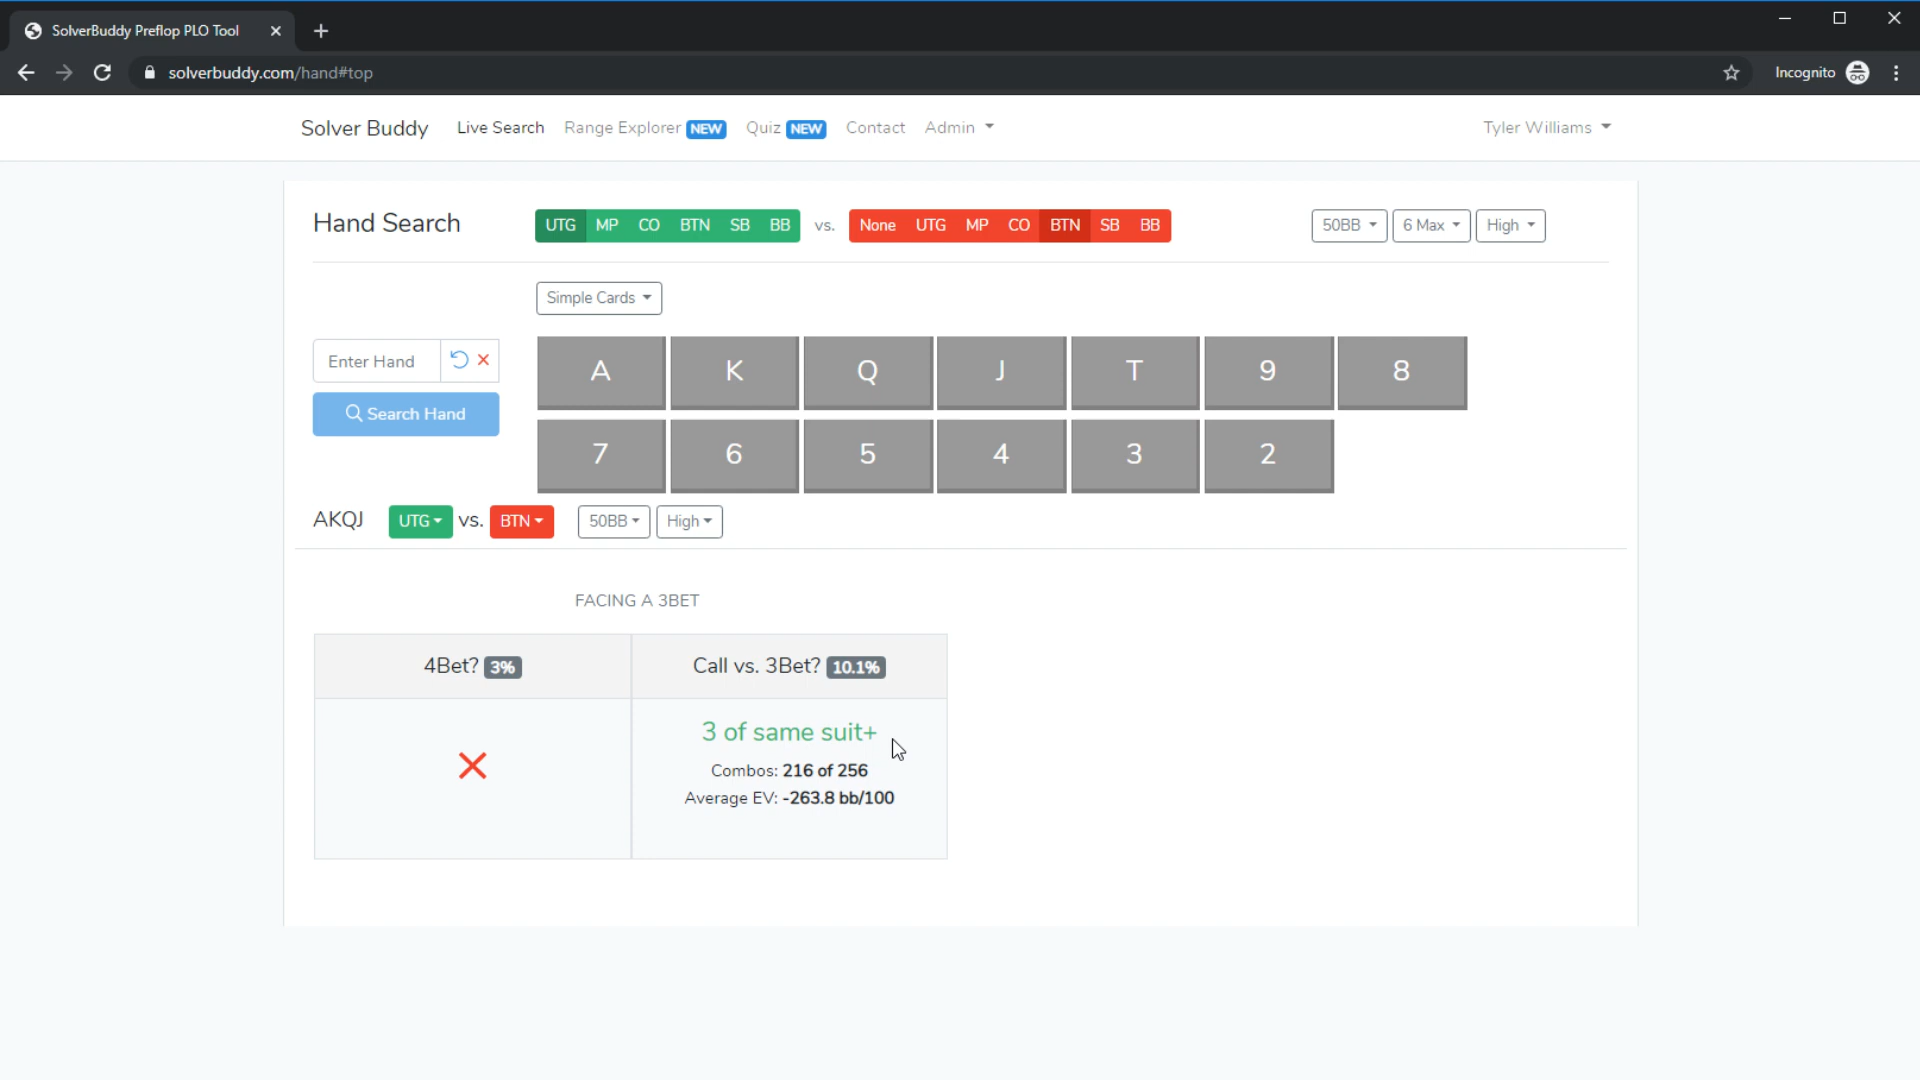 SolverBuddy Preflop PLO Tool
solverbuddy.com/hand#top
Incognito
Solver Buddy Live Search Range Explorer NEW Quiz NEW Contact Admin Tyler Williams
Hand Search UTG MP CO BTN SB BB vs. None UTG MP CO BTN SB BB 50BB 6 Max High
Simple Cards
Enter Hand
Search Hand
A K Q J T 9 8
7 6 5 4 3 2
AKQJ UTG vs. BTN 50BB High
FACING A 3BET
4Bet? 3% Call vs. 3Bet? 10.1%
3 of same suit+
Combos: 216 of 256
Average EV: -263.8 bb/100